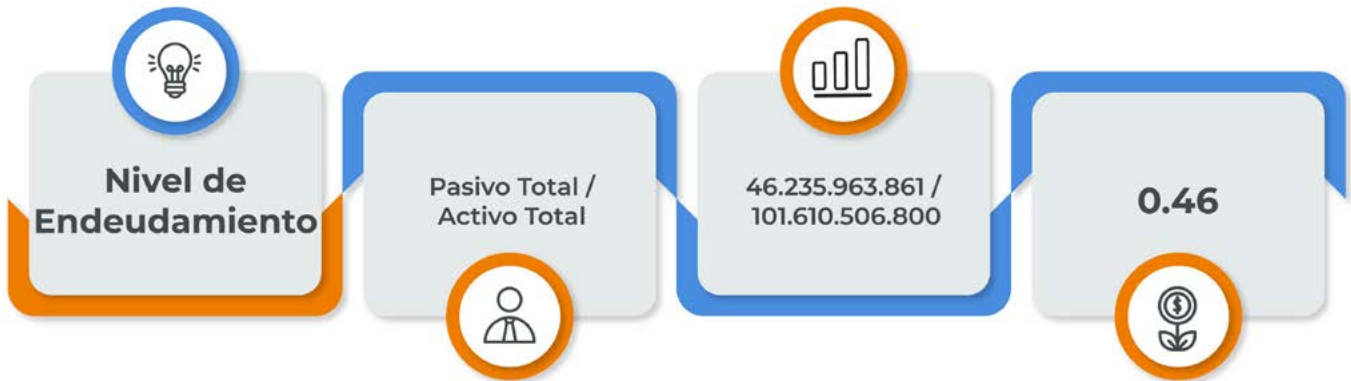 Nivel de
Endeudamiento
Pasivo Total /
Activo Total
46.235.963.861 /
101.610.506.800
0.46